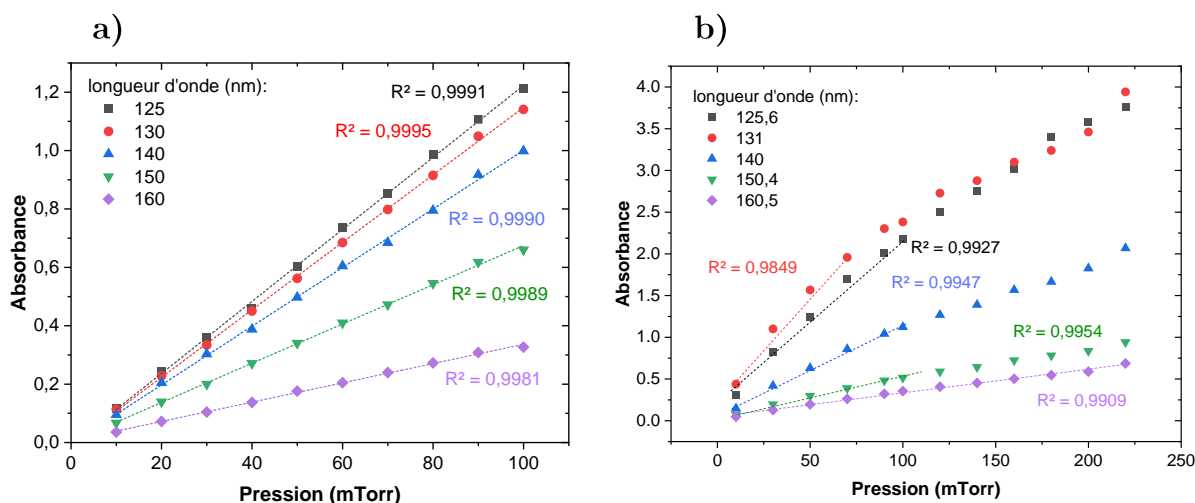 a)
longueur d'onde (nm):
125
130
140
150
160
R² = 0,9991
R² = 0,9995
R² = 0,9990
R² = 0,9989
R² = 0,9981
Absorbance
1,2
1,0
0,8
0,6
0,4
0,2
0,0
0 20 40 60 80 100
Pression (mTorr)
b)
longueur d'onde (nm):
125,6
131
140
150,4
160,5
R² = 0,9849
R² = 0,9927
R² = 0,9947
R² = 0,9954
R² = 0,9909
Absorbance
4.0
3.5
3.0
2.5
2.0
1.5
1.0
0.5
0.0
0 50 100 150 200 250
Pression (mTorr)